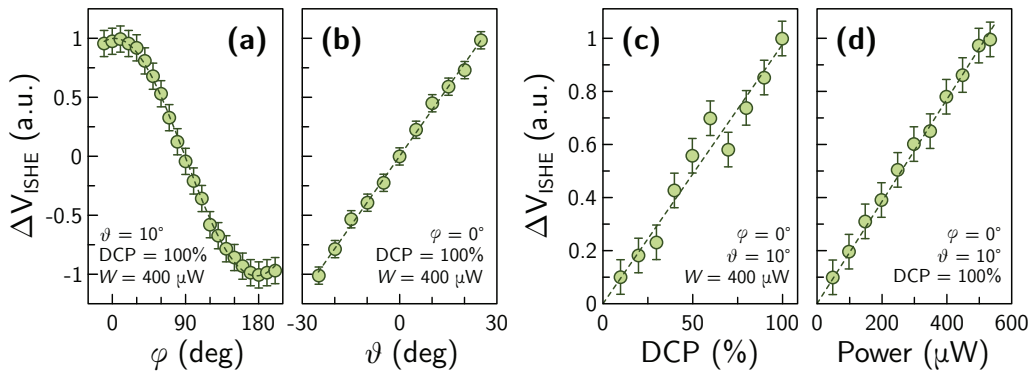 (a)
ΔV_ISHE (a.u.)
1
0.5
0
-0.5
-1
ϑ = 10°
DCP = 100%
W = 400 μW
0 90 180
φ (deg)
(b)
φ = 0°
DCP = 100%
W = 400 μW
-30 0 30
ϑ (deg)
(c)
ΔV_ISHE (a.u.)
1
0.8
0.6
0.4
0.2
0
φ = 0°
ϑ = 10°
W = 400 μW
0 50 100
DCP (%)
(d)
φ = 0°
ϑ = 10°
DCP = 100%
0 200 400 600
Power (μW)